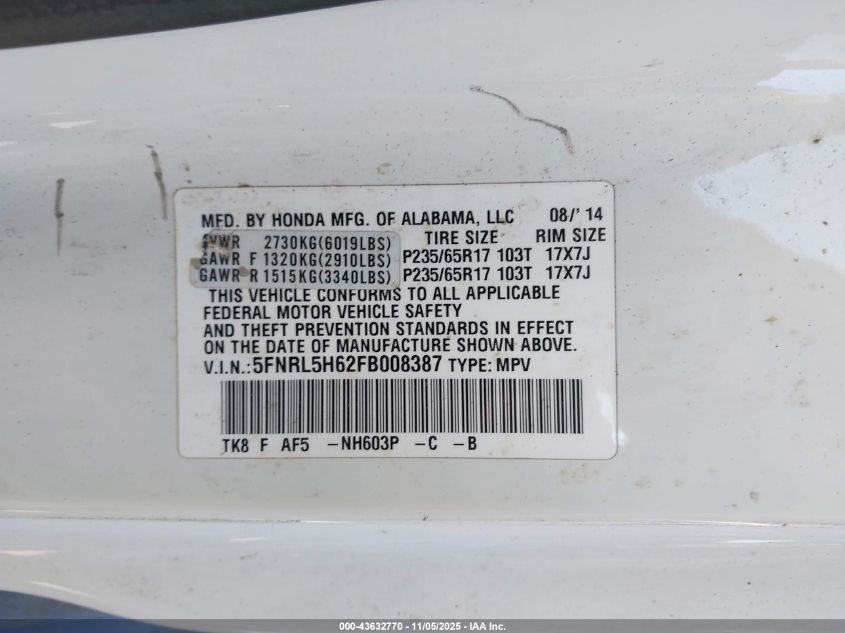 MFD. BY HONDA MFG. OF ALABAMA, LLC 08/' 14
GVWR 2730KG(6019LBS) TIRE SIZE RIM SIZE
GAWR F 1320KG(2910LBS) P235/65R17 103T 17X7J
GAWR R 1515KG(3340LBS) P235/65R17 103T 17X7J
THIS VEHICLE CONFORMS TO ALL APPLICABLE
FEDERAL MOTOR VEHICLE SAFETY
AND THEFT PREVENTION STANDARDS IN EFFECT
ON THE DATE OF MANUFACTURE SHOWN ABOVE.
V.I.N.:5FNRL5H62FB008387 TYPE: MPV
TK8 F AF5 -NH603P -C -B
000-43632770 - 11/05/2025 - IAA Inc.